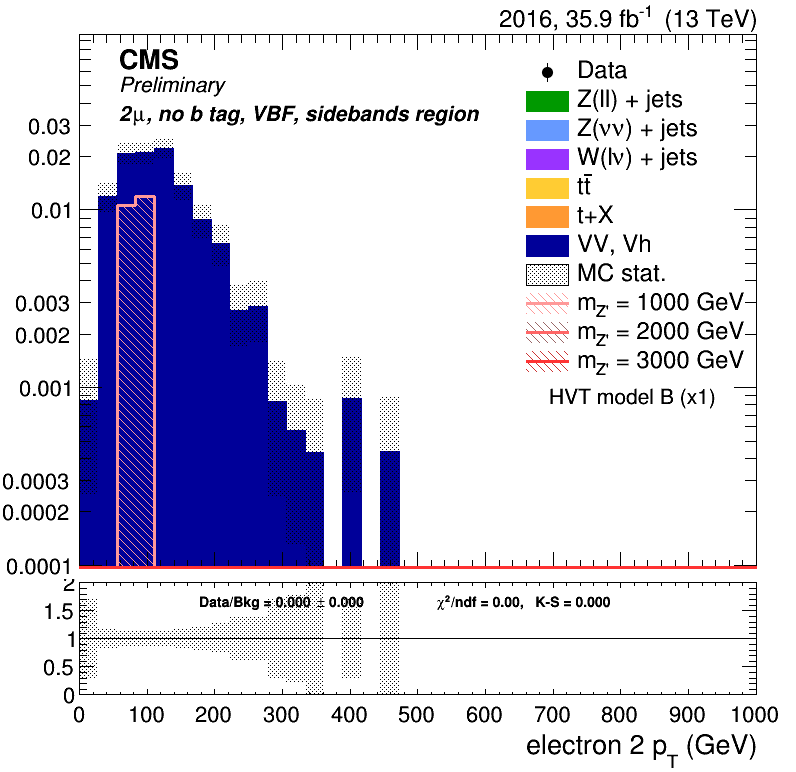 2016, 35.9 fb⁻¹ (13 TeV)
CMS
Preliminary
2μ, no b tag, VBF, sidebands region
Data
Z(ll) + jets
Z(νν) + jets
W(lν) + jets
tt̄
t+X
VV, Vh
MC stat.
m_Z' = 1000 GeV
m_Z' = 2000 GeV
m_Z' = 3000 GeV
HVT model B (x1)
0.03
0.02
0.01
0.003
0.002
0.001
0.0003
0.0002
0.0001
Data/Bkg = 0.000 ± 0.000 χ²/ndf = 0.00, K-S = 0.000
2
1.5
1
0.5
0
0 100 200 300 400 500 600 700 800 900 1000
electron 2 p_T (GeV)